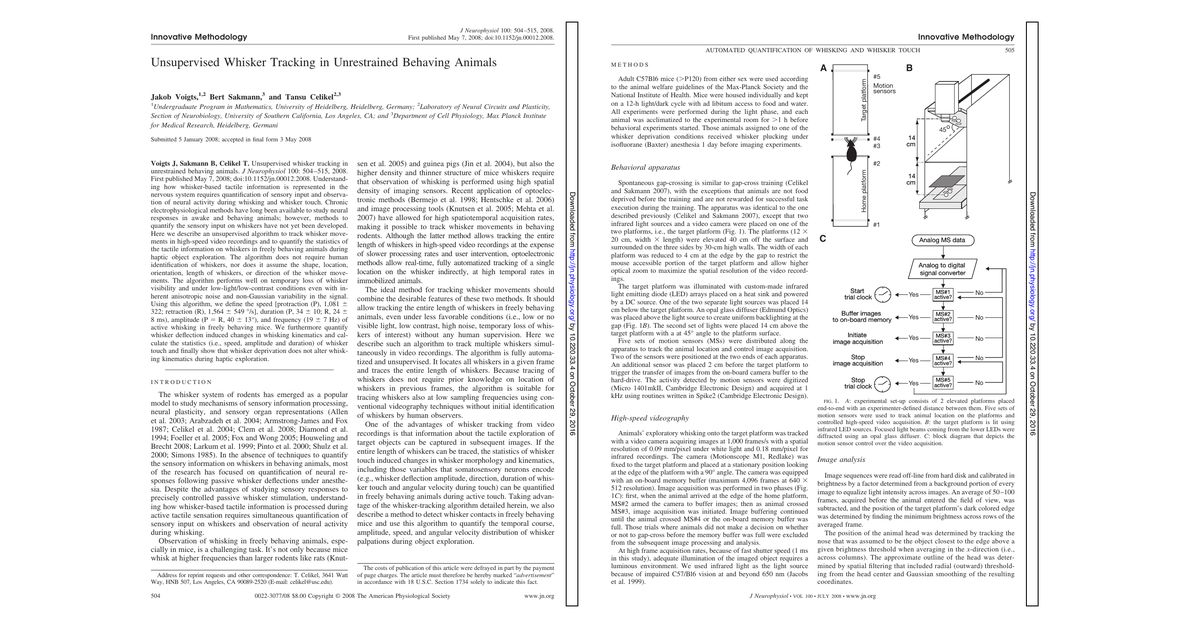 Innovative Methodology
J Neurophysiol 100: 504–515, 2008.
First published May 7, 2008; doi:10.1152/jn.00012.2008.
Unsupervised Whisker Tracking in Unrestrained Behaving Animals
Jakob Voigts,1,2 Bert Sakmann,3 and Tansu Celikel2,3
1Undergraduate Program in Mathematics, University of Heidelberg, Heidelberg, Germany; 2Laboratory of Neural Circuits and Plasticity,
Section of Neurobiology, University of Southern California, Los Angeles, CA; and 3Department of Cell Physiology, Max Planck Institute
for Medical Research, Heidelberg, Germani
Submitted 5 January 2008; accepted in final form 3 May 2008
Voigts J, Sakmann B, Celikel T. Unsupervised whisker tracking in
unrestrained behaving animals. J Neurophysiol 100: 504–515, 2008.
First published May 7, 2008; doi:10.1152/jn.00012.2008. Understand-
ing how whisker-based tactile information is represented in the
nervous system requires quantification of sensory input and observa-
tion of neural activity during whisking and whisker touch. Chronic
electrophysiological methods have long been available to study neural
responses in awake and behaving animals; however, methods to
quantify the sensory input on whiskers have not yet been developed.
Here we describe an unsupervised algorithm to track whisker move-
ments in high-speed video recordings and to quantify the statistics of
the tactile information on whiskers in freely behaving animals during
haptic object exploration. The algorithm does not require human
identification of whiskers, nor does it assume the shape, location,
orientation, length of whiskers, or direction of the whisker move-
ments. The algorithm performs well on temporary loss of whisker
visibility and under low-light/low-contrast conditions even with in-
herent anisotropic noise and non-Gaussian variability in the signal.
Using this algorithm, we define the speed [protraction (P), 1,081 ±
322; retraction (R), 1,564 ± 549 °/s], duration (P, 34 ± 10; R, 24 ±
8 ms), amplitude (P = R, 40 ± 13°), and frequency (19 ± 7 Hz) of
active whisking in freely behaving mice. We furthermore quantify
whisker deflection induced changes in whisking kinematics and cal-
culate the statistics (i.e., speed, amplitude and duration) of whisker
touch and finally show that whisker deprivation does not alter whisk-
ing kinematics during haptic exploration.
INTRODUCTION
The whisker system of rodents has emerged as a popular
model to study mechanisms of sensory information processing,
neural plasticity, and sensory organ representations (Allen
et al. 2003; Arabzadeh et al. 2004; Armstrong-James and Fox
1987; Celikel et al. 2004; Clem et al. 2008; Diamond et al.
1994; Foeller et al. 2005; Fox and Wong 2005; Houweling and
Brecht 2008; Larkum et al. 1999; Pinto et al. 2000; Shulz et al.
2000; Simons 1985). In the absence of techniques to quantify
the sensory information on whiskers in behaving animals, most
of the research has focused on quantification of neural re-
sponses following passive whisker deflections under anesthe-
sia. Despite the advantages of studying sensory responses to
precisely controlled passive whisker stimulation, understand-
ing how whisker-based tactile information is processed during
active tactile sensation requires simultaneous quantification of
sensory input on whiskers and observation of neural activity
during whisking.
Observation of whisking in freely behaving animals, espe-
cially in mice, is a challenging task. It's not only because mice
whisk at higher frequencies than larger rodents like rats (Knut-
Address for reprint requests and other correspondence: T. Celikel, 3641 Watt
Way, HNB 507, Los Angeles, CA 90089-2520 (E-mail: celikel@usc.edu).
sen et al. 2005) and guinea pigs (Jin et al. 2004), but also the
higher density and thinner structure of mice whiskers require
that observation of whisking is performed using high spatial
density of imaging sensors. Recent application of optoelec-
tronic methods (Bermejo et al. 1998; Hentschke et al. 2006)
and image processing tools (Knutsen et al. 2005; Mehta et al.
2007) have allowed for high spatiotemporal acquisition rates,
making it possible to track whisker movements in behaving
rodents. Although the latter method allows tracking the entire
length of whiskers in high-speed videos recordings at the expense
of slower processing rates and user intervention, optoelectronic
methods allow real-time, fully automatized tracking of a single
location on the whisker indirectly, at high temporal rates in
immobilized animals.
The ideal method for tracking whisker movements should
combine the desirable features of these two methods. It should
allow tracking the entire length of whiskers in freely behaving
animals, even under less favorable conditions (i.e., low or no
visible light, low contrast, high noise, temporary loss of whis-
kers of interest) without any human supervision. Here we
describe such an algorithm to track multiple whiskers simul-
taneously in video recordings. The algorithm is fully automa-
tized and unsupervised. It locates all whiskers in a given frame
and traces the entire length of whiskers. Because tracing of
whiskers does not require prior knowledge on location of
whiskers in previous frames, the algorithm is suitable for
tracing whiskers also at low sampling frequencies using con-
ventional videography techniques without initial identification
of whiskers by human observers.
One of the advantages of whisker tracking from video
recordings is that information about the tactile exploration of
target objects can be captured in subsequent images. If the
entire length of whiskers can be traced, the statistics of whisker
touch induced changes in whisker morphology and kinematics,
including those variables that somatosensory neurons encode
(e.g., whisker deflection amplitude, direction, duration of whis-
ker touch and angular velocity during touch) can be quantified
in freely behaving animals during active touch. Taking advan-
tage of the whisker-tracking algorithm detailed herein, we also
describe a method to detect whisker contacts in freely behaving
mice and use this algorithm to quantify the temporal course,
amplitude, speed, and angular velocity distribution of whisker
palpations during object exploration.
The costs of publication of this article were defrayed in part by the payment
of page charges. The article must therefore be hereby marked "advertisement"
in accordance with 18 U.S.C. Section 1734 solely to indicate this fact.
504
0022-3077/08 $8.00 Copyright © 2008 The American Physiological Society
www.jn.org
Downloaded from http://jn.physiology.org/ by 10.220.33.4 on October 29, 2016
Innovative Methodology
AUTOMATED QUANTIFICATION OF WHISKING AND WHISKER TOUCH
505
METHODS
Adult C57Bl6 mice (>P120) from either sex were used according
to the animal welfare guidelines of the Max-Planck Society and the
National Institute of Health. Mice were housed individually and kept
on a 12-h light/dark cycle with ad libitum access to food and water.
All experiments were performed during the light phase, and each
animal was acclimatized to the experimental room for >1 h before
behavioral experiments started. Those animals assigned to one of the
whisker deprivation conditions received whisker plucking under
isofluorane (Baxter) anesthesia 1 day before imaging experiments.
Behavioral apparatus
Spontaneous gap-crossing is similar to gap-cross training (Celikel
and Sakmann 2007), with the exceptions that animals are not food
deprived before the training and are not rewarded for successful task
execution during the training. The apparatus was identical to the one
described previously (Celikel and Sakmann 2007), except that two
infrared light sources and a video camera were placed on one of the
two platforms, i.e., the target platform (Fig. 1). The platforms (12 ×
20 cm, width × length) were elevated 40 cm off the surface and
surrounded on the three sides by 30-cm high walls. The width of each
platform was reduced to 4 cm at the edge by the gap to restrict the
mouse accessible portion of the target platform and allow higher
optical zoom to maximize the spatial resolution of the video record-
ings.
The target platform was illuminated with custom-made infrared
light emitting diode (LED) arrays placed on a heat sink and powered
by a DC source. One of the two separate light sources was placed 14
cm below the target platform. An opal glass diffuser (Edmund Optics)
was placed above the light source to create uniform backlighting at the
gap (Fig. 1B). The second set of lights were placed 14 above cm the
target platform with a at 45° angle to the platform surface.
Five sets of motion sensors (MSs) were distributed along the
apparatus to track the animal location and control image acquisition.
Two of the sensors were positioned at the two ends of each apparatus.
An additional sensor was placed 2 cm before the target platform to
trigger the transfer of images from the on-board camera buffer to the
hard-drive. The activity detected by motion sensors were digitized
(Micro 1401mkII, Cambridge Electronic Design) and acquired at 1
kHz using routines written in Spike2 (Cambridge Electronic Design).
High-speed videography
Animals' exploratory whisking onto the target platform was tracked
with a video camera acquiring images at 1,000 frames/s with a spatial
resolution of 0.09 mm/pixel under white light and 0.18 mm/pixel for
infrared recordings. The camera (Motionscope M1, Redlake) was
fixed to the target platform and placed at a stationary position looking
at the edge of the platform with a 90° angle. The camera was equipped
with an on-board memory buffer (maximum 4,096 frames at 640 ×
512 resolution). Image acquisition was performed in two phases (Fig.
1C): first, when the animal arrived at the edge of the home platform,
MS#2 armed the camera to buffer images; then as animal crossed
MS#3, image acquisition was initiated. Image buffering continued
until the animal crossed MS#4 or the on-board memory buffer was
full. Those trials where animals did not make a decision on whether
or not to gap-cross before the memory buffer was full were excluded
from the subsequent image processing and analysis.
At high frame acquisition rates, because of fast shutter speed (1 ms
in this study), adequate illumination of the imaged object requires a
luminous environment. We used infrared light as the light source
because of impaired C57/Bl6 vision at and beyond 650 nm (Jacobs
et al. 1999).
A
Target platform
Home platform
#5
Motion
sensors
#4
#3
#2
#1
B
45°
14
cm
14
cm
C
Analog MS data
Analog to digital
signal converter
Start
trial clock
Yes
MS#1
active?
No
Buffer images
to on-board memory
Yes
MS#2
active?
No
Initiate
image acquisition
Yes
MS#3
active?
No
Stop
image acquisition
Yes
MS#4
active?
No
Stop
trial clock
Yes
MS#5
active?
No
FIG. 1. A: experimental set-up consists of 2 elevated platforms placed
end-to-end with an experimenter-defined distance between them. Five sets of
motion sensors were used to track animal location on the platforms and
controlled high-speed video acquisition. B: the target platform is lit using
infrared LED sources. Focused light beams coming from the lower LEDs were
diffracted using an opal glass diffuser. C: block diagram that depicts the
motion sensor control over the video acquisition.
Image analysis
Image sequences were read off-line from hard disk and calibrated in
brightness by a factor determined from a background portion of every
image to equalize light intensity across images. An average of 50–100
frames, acquired before the animal entered the field of view, was
subtracted, and the position of the target platform's dark colored edge
was determined by finding the minimum brightness across rows of the
averaged frame.
The position of the animal head was determined by tracking the
nose that was assumed to be the object closest to the edge above a
given brightness threshold when averaging in the x-direction (i.e.,
across columns). The approximate outline of the head was deter-
mined by spatial filtering that included radial (outward) threshold-
ing from the head center and Gaussian smoothing of the resulting
coordinates.
J Neurophysiol • VOL 100 • JULY 2008 • www.jn.org
Downloaded from http://jn.physiology.org/ by 10.220.33.4 on October 29, 2016